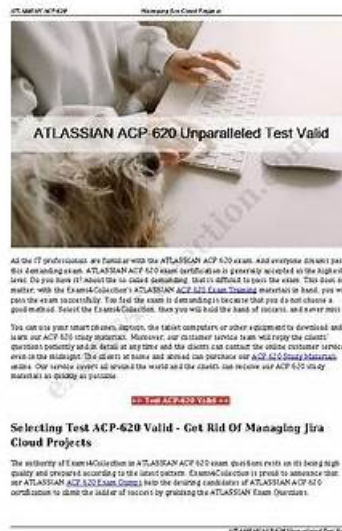 ATLASSIAN ACP-620
Managing Jira Cloud Projects
ATLASSIAN ACP-620 Unparalleled Test Valid
All the IT professionals are familiar with the ATLASSIAN ACP-620 exam. And everyone dreams pass
this demanding exam. ATLASSIAN ACP-620 exam certification is generally accepted as the highest
level. Do you have it? About the so-called demanding, that is difficult to pass the exam. This does not
matter, with the Exams4Collection's ATLASSIAN ACP-620 Exam Training materials in hand, you will
pass the exam successfully. You feel the exam is demanding is because that you do not choose a
good method. Select the Exams4Collection, then you will hold the hand of success, and never miss
You can use your smart phones, laptops, the tablet computers or other equipment to download and
learn our ACP-620 study materials. Moreover, our customer service team will reply the clients'
questions patiently and in detail at any time and the clients can contact the online customer service
even in the midnight. The clients at home and abroad can purchase our ACP-620 Study Materials
online. Our service covers all around the world and the clients can receive our ACP-620 study
materials as quickly as possible.
>> Test ACP-620 Valid <<
Selecting Test ACP-620 Valid - Get Rid Of Managing Jira
Cloud Projects
The authority of Exams4Collection in ATLASSIAN ACP-620 exam questions rests on its being high-
quality and prepared according to the latest pattern. Exams4Collection is proud to announce that
our ATLASSIAN ACP-620 Exam Dumps help the desiring candidates of ATLASSIAN ACP-620
certification to climb the ladder of success by grasping the ATLASSIAN Exam Questions.